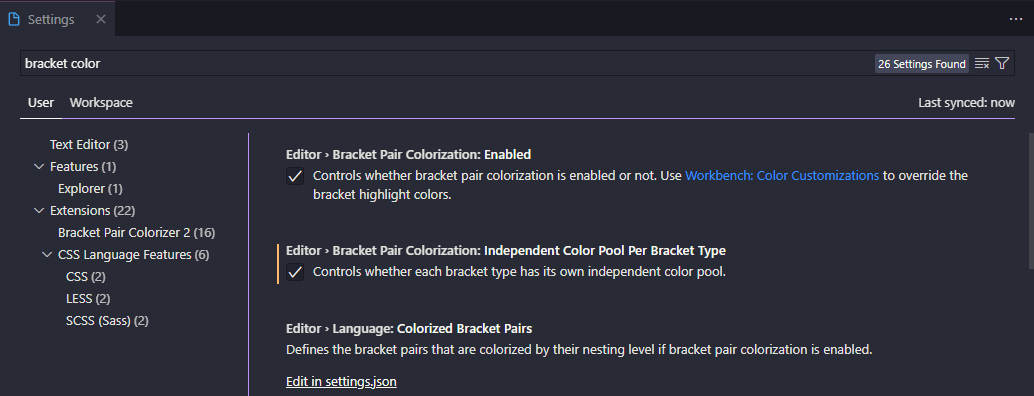 Settings
bracket color
26 Settings Found
User
Workspace
Last synced: now
Text Editor (3)
Features (1)
Explorer (1)
Extensions (22)
Bracket Pair Colorizer 2 (16)
CSS Language Features (6)
CSS (2)
LESS (2)
SCSS (Sass) (2)
Editor › Bracket Pair Colorization: Enabled
Controls whether bracket pair colorization is enabled or not. Use Workbench: Color Customizations to override the
bracket highlight colors.
Editor › Bracket Pair Colorization: Independent Color Pool Per Bracket Type
Controls whether each bracket type has its own independent color pool.
Editor › Language: Colorized Bracket Pairs
Defines the bracket pairs that are colorized by their nesting level if bracket pair colorization is enabled.
Edit in settings.json